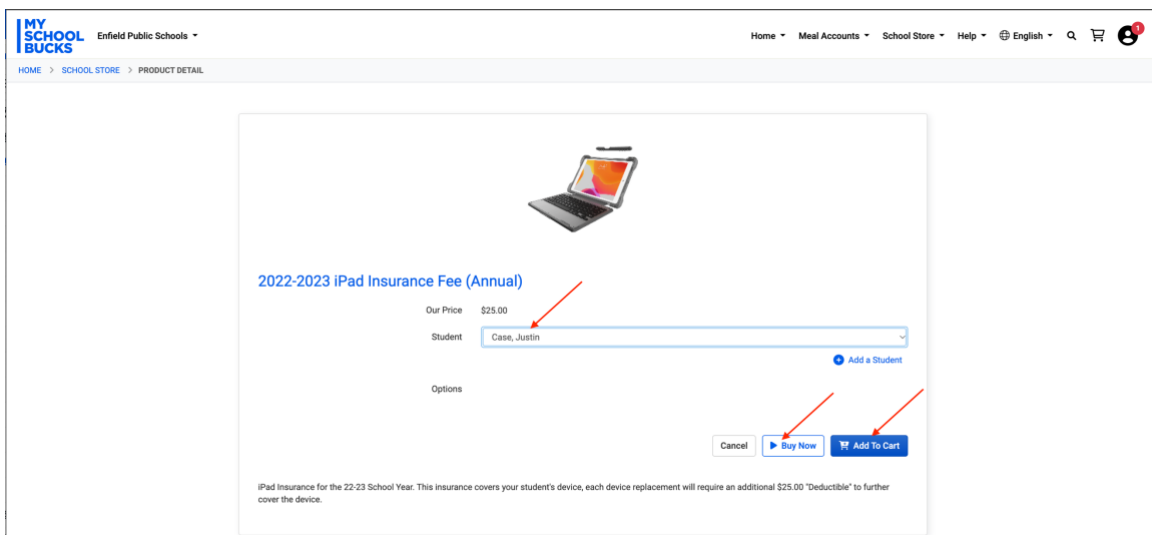 MY
SCHOOL
BUCKS
Enfield Public Schools
Home Meal Accounts School Store Help English 1
HOME > SCHOOL STORE > PRODUCT DETAIL
2022-2023 iPad Insurance Fee (Annual)
Our Price $25.00
Student Case, Justin
Add a Student
Options
Cancel Buy Now Add To Cart
iPad Insurance for the 22-23 School Year. This insurance covers your student's device, each device replacement will require an additional $25.00 "Deductible" to further
cover the device.